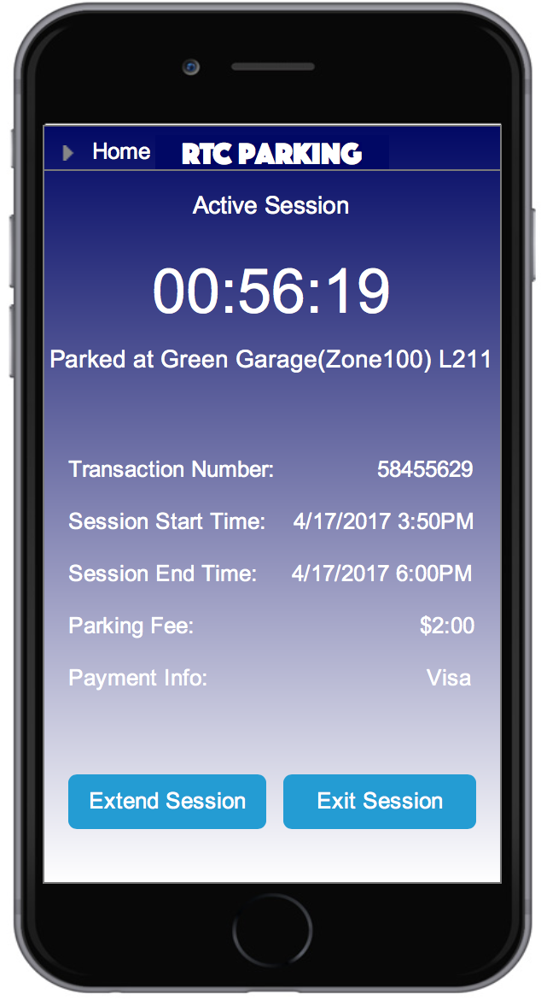 Home RTC PARKING
Active Session
00:56:19
Parked at Green Garage(Zone100) L211
Transaction Number: 58455629
Session Start Time: 4/17/2017 3:50PM
Session End Time: 4/17/2017 6:00PM
Parking Fee: $2:00
Payment Info: Visa
Extend Session Exit Session